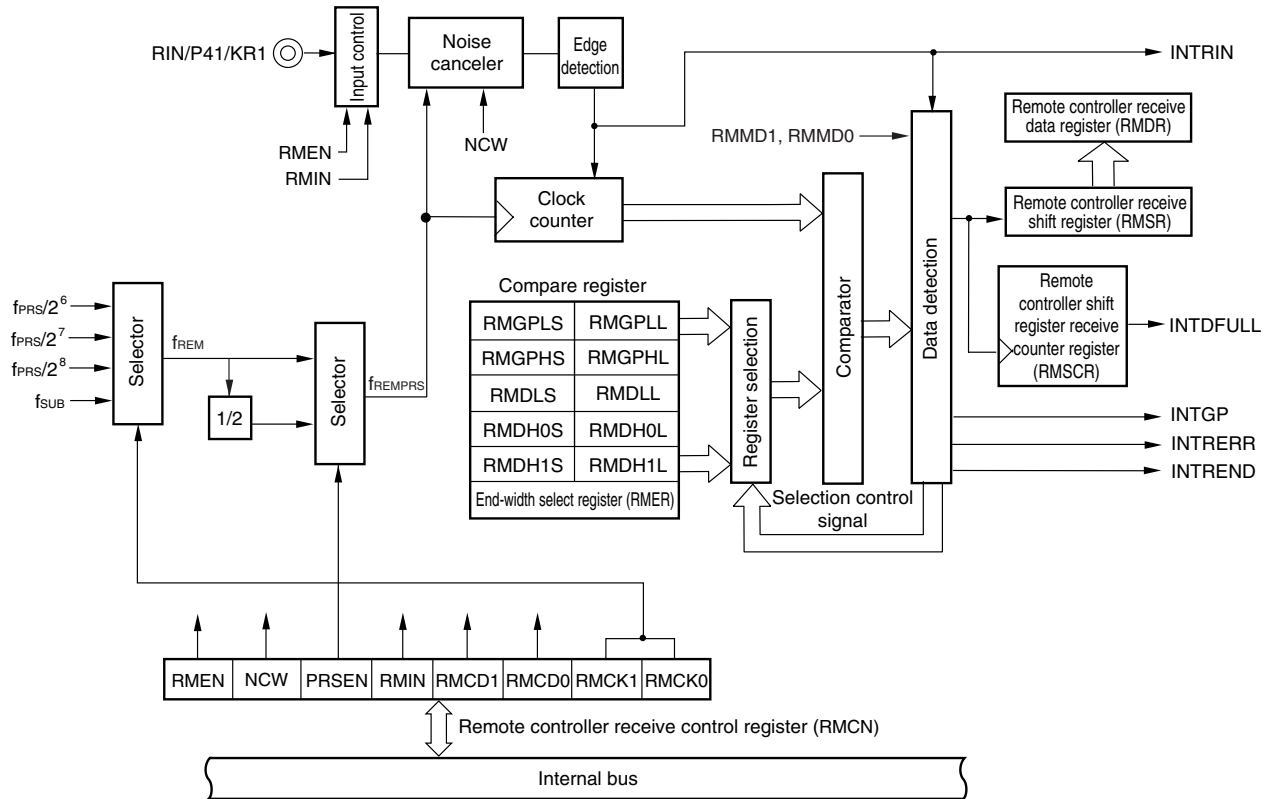 RIN/P41/KR1
Input control
Noise
canceler
Edge
detection
INTRIN
RMEN
RMIN
NCW
RMMD1, RMMD0
Remote controller receive
data register (RMDR)
Clock
counter
Remote controller receive
shift register (RMSR)
Compare register
RMGPLS RMGPLL
RMGPHS RMGPHL
RMDLS RMDLL
RMDH0S RMDH0L
RMDH1S RMDH1L
End-width select register (RMER)
Register selection
Comparator
Data detection
Remote
controller shift
register receive
counter register
(RMSCR)
INTDFULL
INTGP
INTRERR
INTREND
Selection control
signal
fPRS/2^6
fPRS/2^7
fPRS/2^8
fSUB
Selector
fREM
1/2
Selector
fREMPRS
RMEN NCW PRSEN RMIN RMCD1 RMCD0 RMCK1 RMCK0
Remote controller receive control register (RMCN)
Internal bus